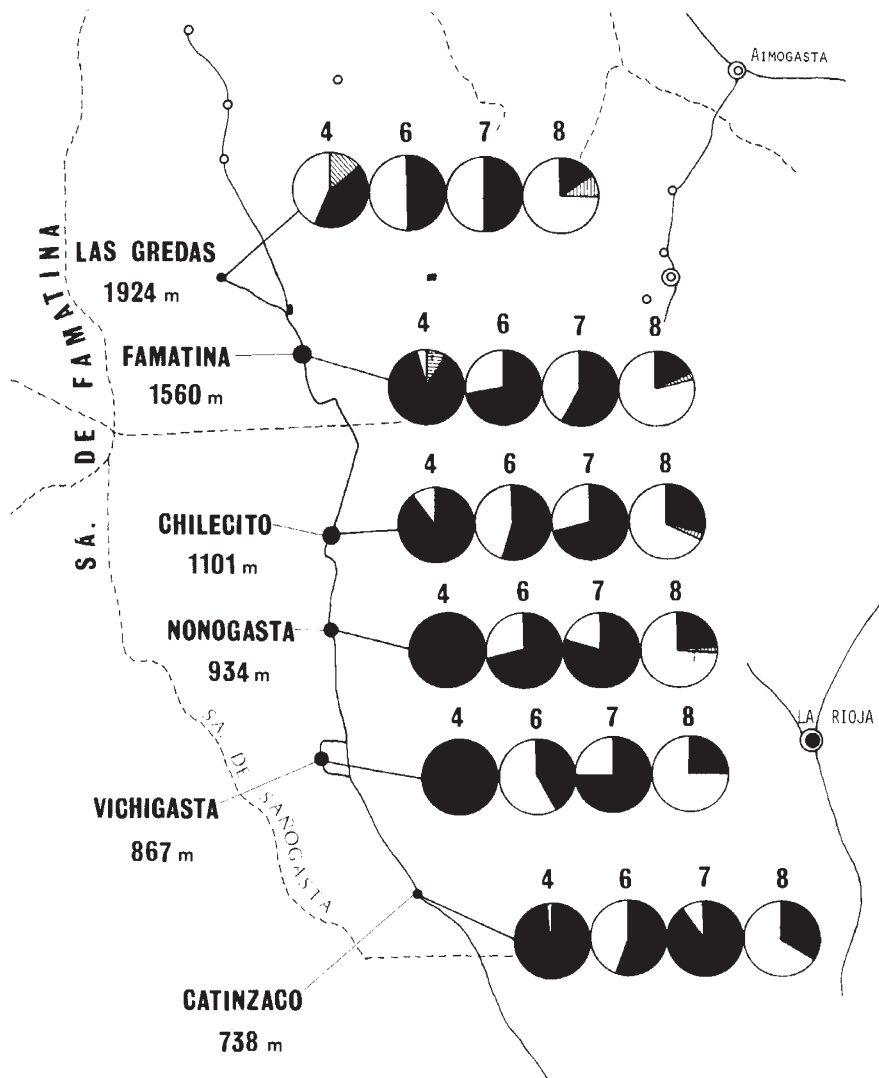 AIMOGASTA
4 6 7 8
LAS GREDAS
1924 m
SÁ. DE FAMATINA
4 6 7 8
FAMATINA
1560 m
4 6 7 8
CHILECITO
1101 m
4 6 7 8
NONOGASTA
934 m
LA RIOJA
SA. DE SAÑOGASTA
4 6 7 8
VICHIGASTA
867 m
4 6 7 8
CATINZACO
738 m